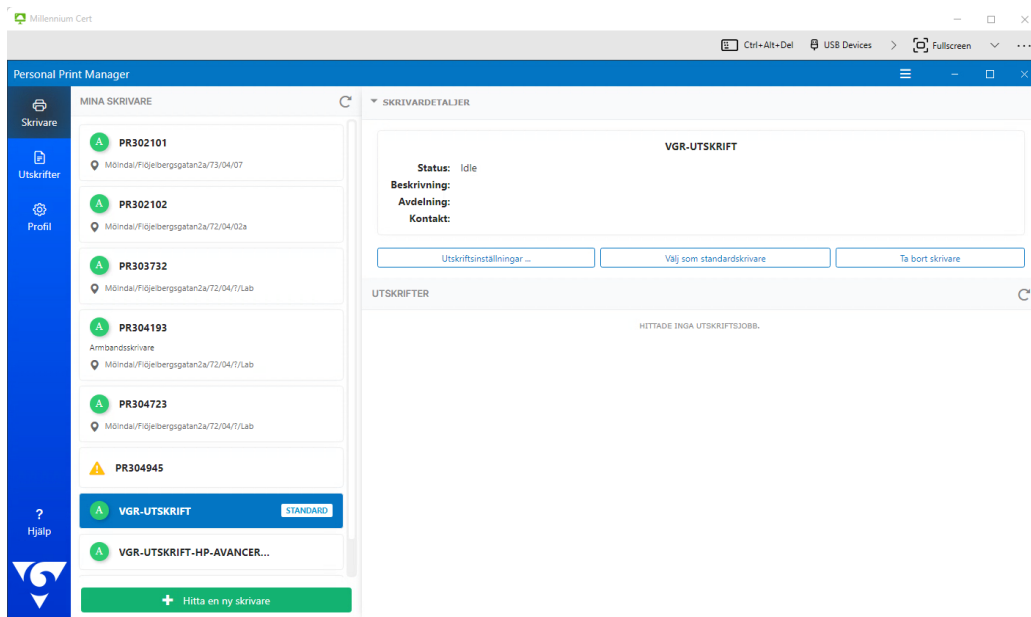 Millennium Cert
Ctrl+Alt+Del USB Devices Fullscreen
Personal Print Manager
Skrivare
Utskrifter
Profil
?
Hjälp
MINA SKRIVARE
A PR302101
Mölndal/Flöjelbergsgatan2a/73/04/07
A PR302102
Mölndal/Flöjelbergsgatan2a/72/04/02a
A PR303732
Mölndal/Flöjelbergsgatan2a/72/04/?/Lab
A PR304193
Armbandsskrivare
Mölndal/Flöjelbergsgatan2a/72/04/?/Lab
A PR304723
Mölndal/Flöjelbergsgatan2a/72/04/?/Lab
PR304945
A VGR-UTSKRIFT STANDARD
A VGR-UTSKRIFT-HP-AVANCER...
Hitta en ny skrivare
SKRIVARDETALJER
VGR-UTSKRIFT
Status: Idle
Beskrivning:
Avdelning:
Kontakt:
Utskriftsinställningar ... Välj som standardskrivare Ta bort skrivare
UTSKRIFTER
HITTADE INGA UTSKRIFTSJOBB.